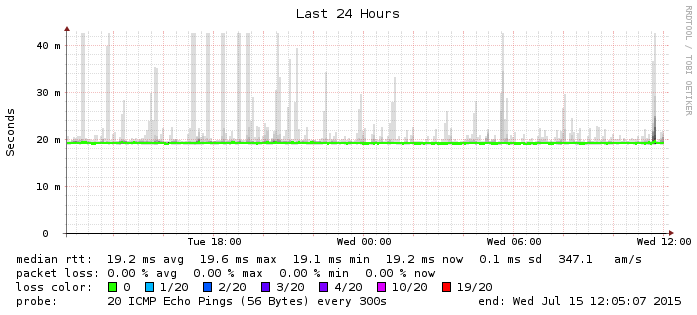 Last 24 Hours
RRDTOOL / TOBI OETIKER
Seconds
40 m
30 m
20 m
10 m
0
Tue 18:00 Wed 00:00 Wed 06:00 Wed 12:00
median rtt: 19.2 ms avg 19.6 ms max 19.1 ms min 19.2 ms now 0.1 ms sd 347.1 am/s
packet loss: 0.00 % avg 0.00 % max 0.00 % min 0.00 % now
loss color: 0 1/20 2/20 3/20 4/20 10/20 19/20
probe: 20 ICMP Echo Pings (56 Bytes) every 300s end: Wed Jul 15 12:05:07 2015